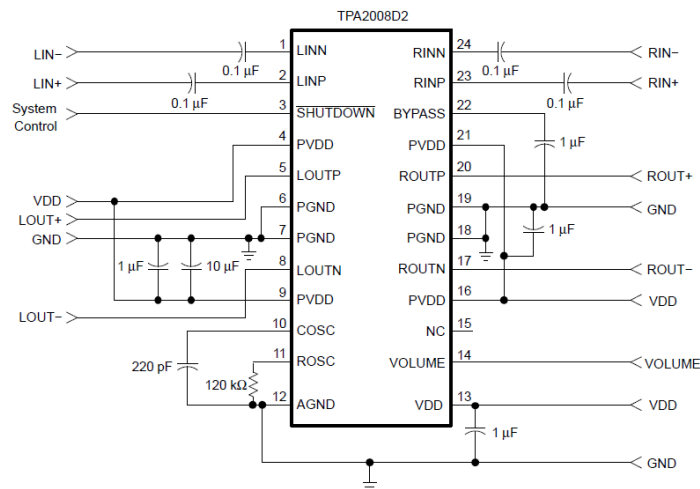 TPA2008D2
LIN− 1 LINN RINN 24 RIN−
0.1 µF 0.1 µF
LIN+ 2 LINP RINP 23 RIN+
0.1 µF 0.1 µF
System
Control 3 SHUTDOWN BYPASS 22
4 PVDD PVDD 21 1 µF
5 LOUTP ROUTP 20 ROUT+
VDD
LOUT+ 6 PGND PGND 19 GND
GND 7 PGND PGND 18 1 µF
1 µF 10 µF 8 LOUTN ROUTN 17 ROUT−
9 PVDD PVDD 16 VDD
LOUT−
10 COSC NC 15
220 pF 11 ROSC VOLUME 14 VOLUME
120 kΩ
12 AGND VDD 13 VDD
1 µF
GND